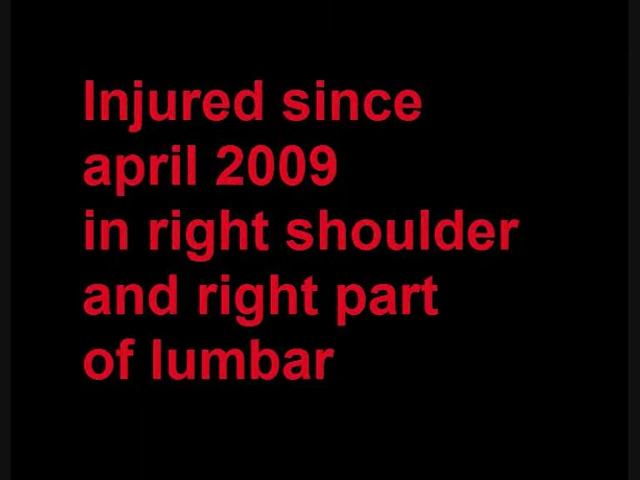 Injured since
april 2009
in right shoulder
and right part
of lumbar